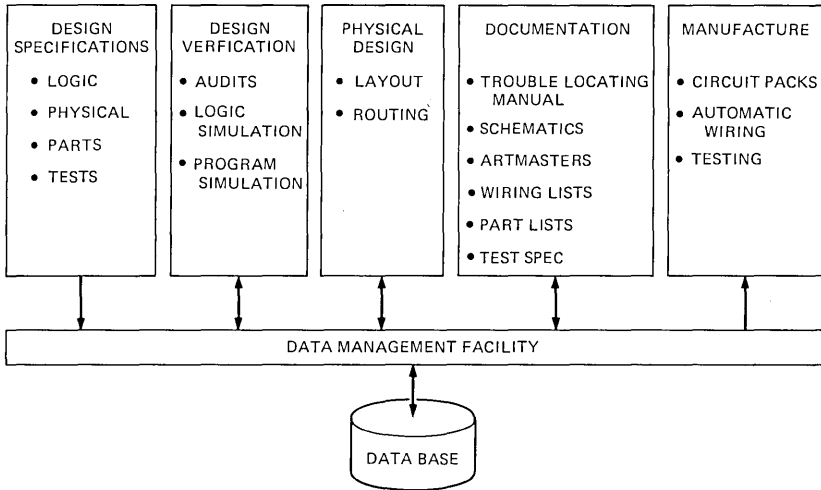 DESIGN
SPECIFICATIONS
• LOGIC
• PHYSICAL
• PARTS
• TESTS
DESIGN
VERFICATION
• AUDITS
• LOGIC
SIMULATION
• PROGRAM
SIMULATION
PHYSICAL
DESIGN
• LAYOUT
• ROUTING
DOCUMENTATION
• TROUBLE LOCATING
MANUAL
• SCHEMATICS
• ARTMASTERS
• WIRING LISTS
• PART LISTS
• TEST SPEC
MANUFACTURE
• CIRCUIT PACKS
• AUTOMATIC
WIRING
• TESTING
DATA MANAGEMENT FACILITY
DATA BASE